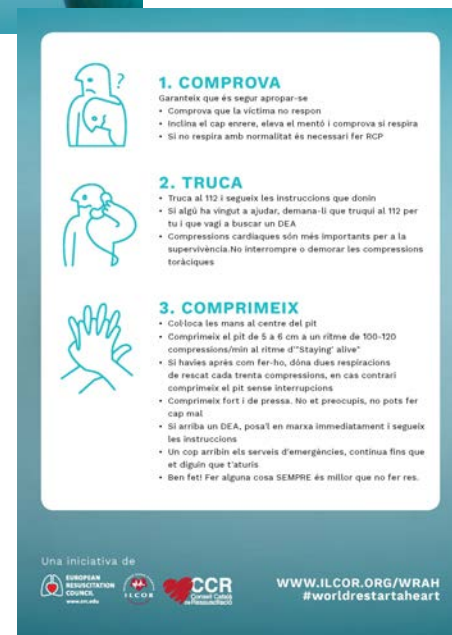 ?
1. COMPROVA
Garanteix que és segur apropar-se
• Comprova que la víctima no respon
• Inclina el cap enrere, eleva el mentó i comprova si respira
• Si no respira amb normalitat és necessari fer RCP
2. TRUCA
• Truca al 112 i segueix les instruccions que donin
• Si algú ha vingut a ajudar, demana-li que truqui al 112 per
tu i que vagi a buscar un DEA
• Compressions cardíaques són més importants per a la
supervivència.No interrompre o demorar les compressions
toràciques
3. COMPRIMEIX
• Col·loca les mans al centre del pit
• Comprimeix el pit de 5 a 6 cm a un ritme de 100-120
compressions/min al ritme d'"Staying' alive"
• Si havies après com fer-ho, dóna dues respiracions
de rescat cada trenta compressions, en cas contrari
comprimeix el pit sense interrupcions
• Comprimeix fort i de pressa. No et preocupis, no pots fer
cap mal
• Si arriba un DEA, posa'l en marxa immediatament i segueix
les instruccions
• Un cop arribin els serveis d'emergències, continua fins que
et diguin que t'aturis
• Ben fet! Fer alguna cosa SEMPRE és millor que no fer res.
Una iniciativa de
EUROPEAN
RESUSCITATION
COUNCIL
www.erc.edu
ILCOR
CCR
Consell Català
de Ressuscitació
WWW.ILCOR.ORG/WRAH
#worldrestartaheart